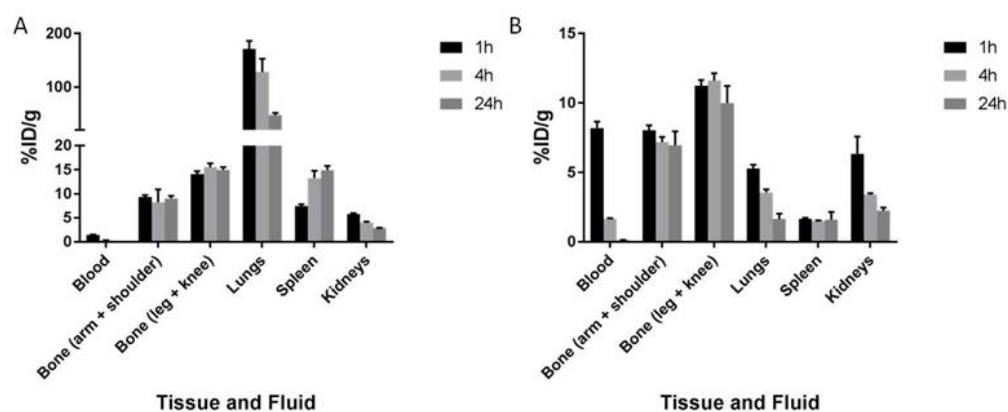 A
%ID/g
200
100
20
15
10
5
0
1h
4h
24h
Blood
Bone (arm + shoulder)
Bone (leg + knee)
Lungs
Spleen
Kidneys
Tissue and Fluid
B
%ID/g
15
10
5
0
1h
4h
24h
Blood
Bone (arm + shoulder)
Bone (leg + knee)
Lungs
Spleen
Kidneys
Tissue and Fluid